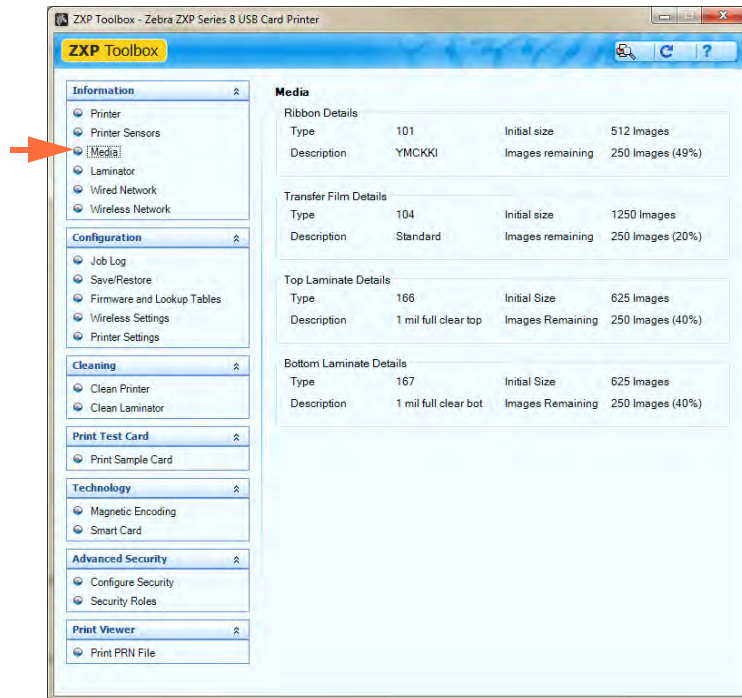 ZXP Toolbox - Zebra ZXP Series 8 USB Card Printer
ZXP Toolbox
?
Information
Printer
Printer Sensors
Media
Laminator
Wired Network
Wireless Network
Configuration
Job Log
Save/Restore
Firmware and Lookup Tables
Wireless Settings
Printer Settings
Cleaning
Clean Printer
Clean Laminator
Print Test Card
Print Sample Card
Technology
Magnetic Encoding
Smart Card
Advanced Security
Configure Security
Security Roles
Print Viewer
Print PRN File
Media
Ribbon Details
Type 101 Initial size 512 Images
Description YMCKKI Images remaining 250 Images (49%)
Transfer Film Details
Type 104 Initial size 1250 Images
Description Standard Images remaining 250 Images (20%)
Top Laminate Details
Type 166 Initial Size 625 Images
Description 1 mil full clear top Images Remaining 250 Images (40%)
Bottom Laminate Details
Type 167 Initial Size 625 Images
Description 1 mil full clear bot Images Remaining 250 Images (40%)